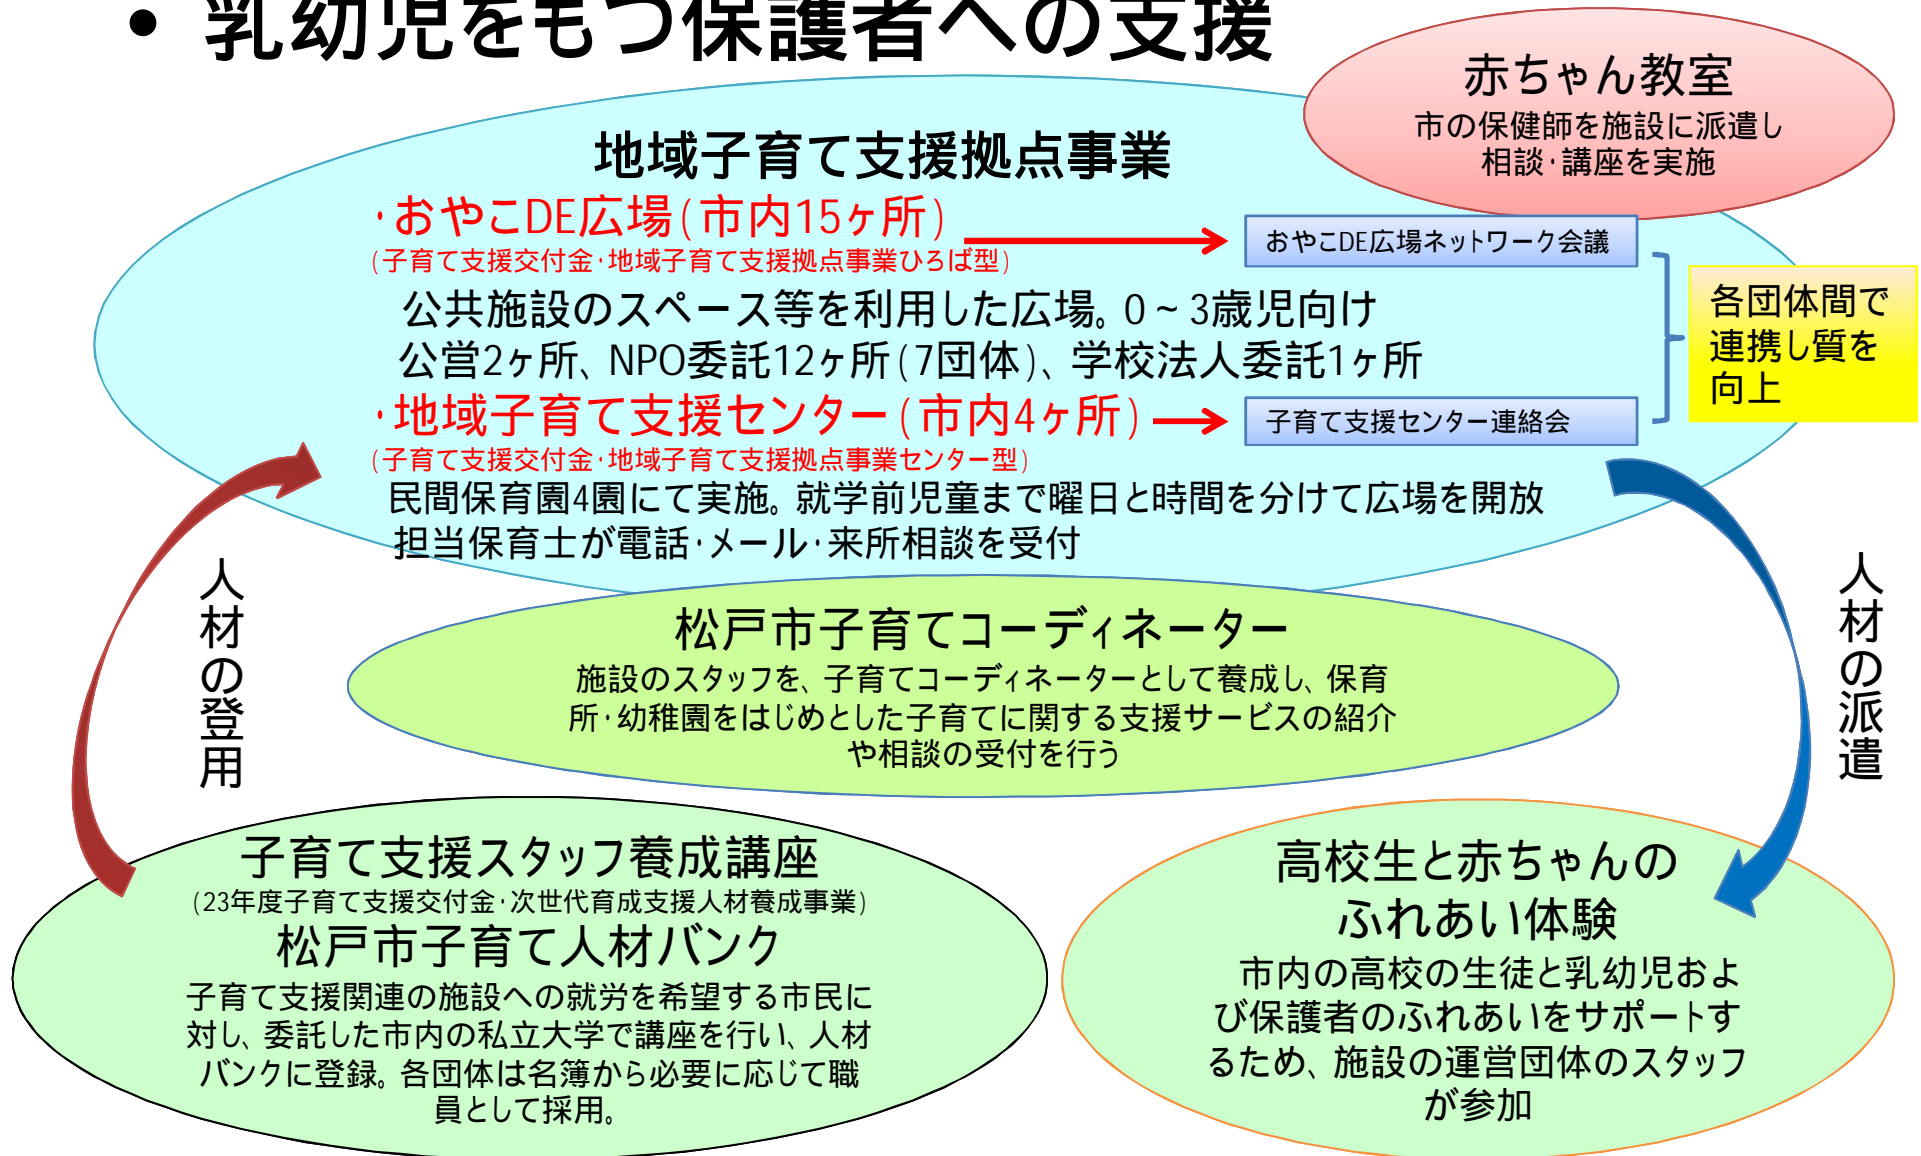 • 乳幼児をもつ保護者への支援
赤ちゃん教室
市の保健師を施設に派遣し
相談・講座を実施
地域子育て支援拠点事業
・おやこDE広場(市内15ヶ所)
(子育て支援交付金・地域子育て支援拠点事業ひろば型)
おやこDE広場ネットワーク会議
公共施設のスペース等を利用した広場。0~3歳児向け
公営2ヶ所、NPO委託12ヶ所(7団体)、学校法人委託1ヶ所
・地域子育て支援センター(市内4ヶ所)
(子育て支援交付金・地域子育て支援拠点事業センター型)
子育て支援センター連絡会
各団体間で
連携し質を
向上
民間保育園4園にて実施。就学前児童まで曜日と時間を分けて広場を開放
担当保育士が電話・メール・来所相談を受付
人材の登用
人材の派遣
松戸市子育てコーディネーター
施設のスタッフを、子育てコーディネーターとして養成し、保育
所・幼稚園をはじめとした子育てに関する支援サービスの紹介
や相談の受付を行う
子育て支援スタッフ養成講座
(23年度子育て支援交付金・次世代育成支援人材養成事業)
松戸市子育て人材バンク
子育て支援関連の施設への就労を希望する市民に
対し、委託した市内の私立大学で講座を行い、人材
バンクに登録。各団体は名簿から必要に応じて職
員として採用。
高校生と赤ちゃんの
ふれあい体験
市内の高校の生徒と乳幼児およ
び保護者のふれあいをサポートす
るため、施設の運営団体のスタッフ
が参加